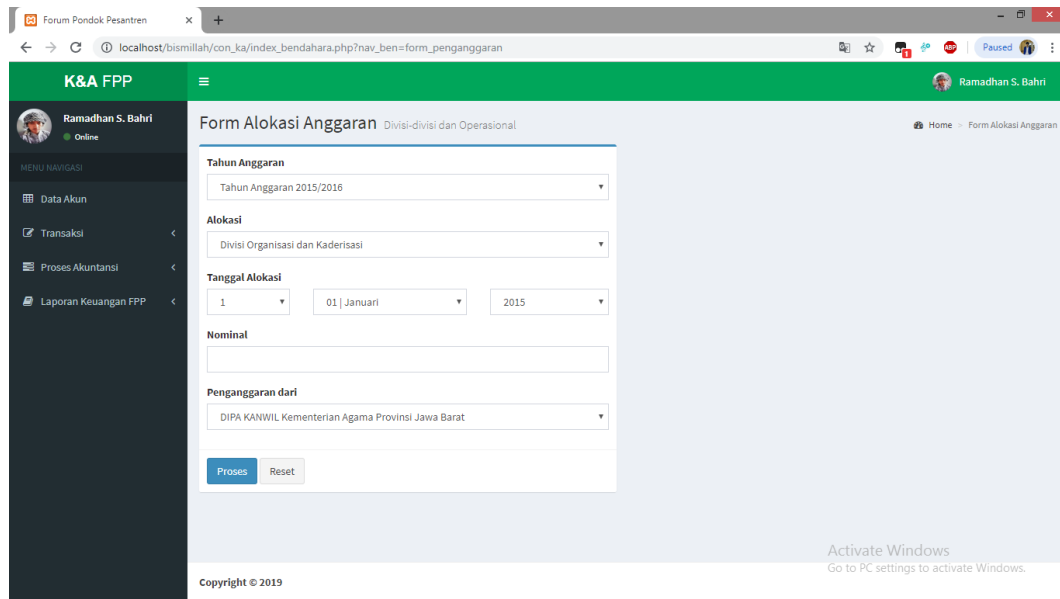 Forum Pondok Pesantren
localhost/bismillah/con_ka/index_bendahara.php?nav_ben=form_penganggaran
1
ABP
Paused
K&A FPP
Ramadhan S. Bahri
Ramadhan S. Bahri
Online
MENU NAVIGASI
Data Akun
Transaksi
Proses Akuntansi
Laporan Keuangan FPP
Form Alokasi Anggaran Divisi-divisi dan Operasional
Home > Form Alokasi Anggaran
Tahun Anggaran
Tahun Anggaran 2015/2016
Alokasi
Divisi Organisasi dan Kaderisasi
Tanggal Alokasi
1 01 | Januari 2015
Nominal
Penganggaran dari
DIPA KANWIL Kementerian Agama Provinsi Jawa Barat
Proses Reset
Activate Windows
Go to PC settings to activate Windows.
Copyright © 2019